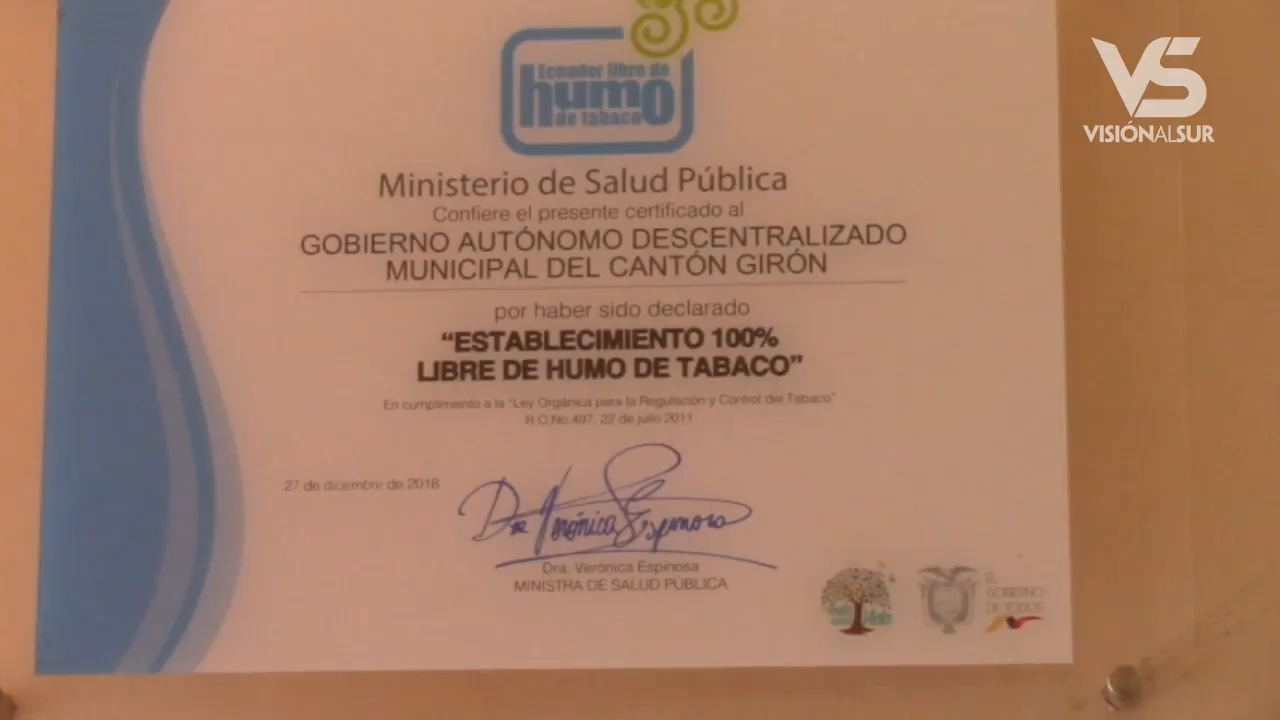 VS
VISIÓNALSUR
Ecuador libre de
humo
de tabaco
Ministerio de Salud Pública
Confiere el presente certificado al
GOBIERNO AUTÓNOMO DESCENTRALIZADO
MUNICIPAL DEL CANTÓN GIRÓN
por haber sido declarado
“ESTABLECIMIENTO 100%
LIBRE DE HUMO DE TABACO”
En cumplimiento a la “Ley Orgánica para la Regulación y Control del Tabaco”
R.O No.497, 22 de julio 2011
27 de diciembre de 2018
Dra Verónica Espinosa
Dra. Verónica Espinosa
MINISTRA DE SALUD PÚBLICA
EL
GOBIERNO
DE TODOS